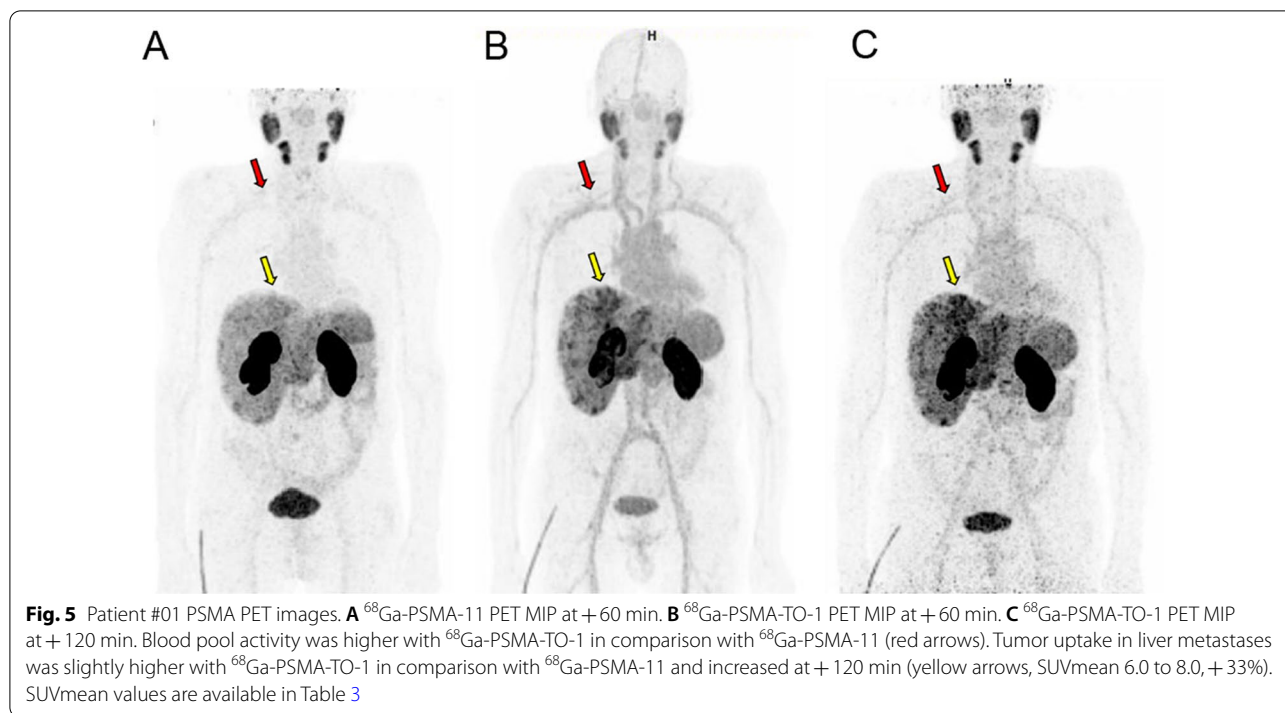 A
B
C
H
Fig. 5 Patient #01 PSMA PET images. A ⁶⁸Ga-PSMA-11 PET MIP at + 60 min. B ⁶⁸Ga-PSMA-TO-1 PET MIP at + 60 min. C ⁶⁸Ga-PSMA-TO-1 PET MIP
at + 120 min. Blood pool activity was higher with ⁶⁸Ga-PSMA-TO-1 in comparison with ⁶⁸Ga-PSMA-11 (red arrows). Tumor uptake in liver metastases
was slightly higher with ⁶⁸Ga-PSMA-TO-1 in comparison with ⁶⁸Ga-PSMA-11 and increased at + 120 min (yellow arrows, SUVmean 6.0 to 8.0, + 33%).
SUVmean values are available in Table 3